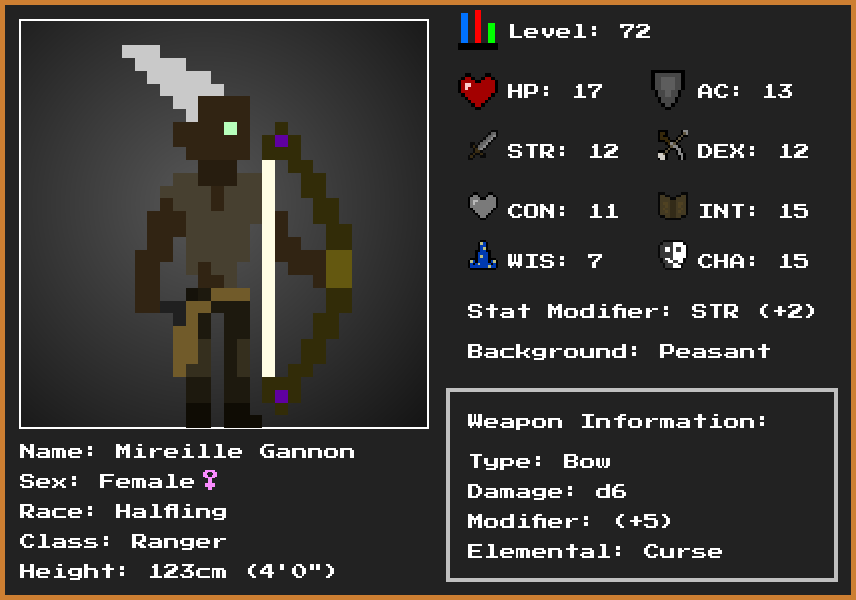 Level: 72
HP: 17
AC: 13
STR: 12
DEX: 12
CON: 11
INT: 15
WIS: 7
CHA: 15
Stat Modifier: STR (+2)
Background: Peasant
Weapon Information:
Type: Bow
Damage: d6
Modifier: (+5)
Elemental: Curse
Name: Mireille Gannon
Sex: Female♀
Race: Halfling
Class: Ranger
Height: 123cm (4'0")